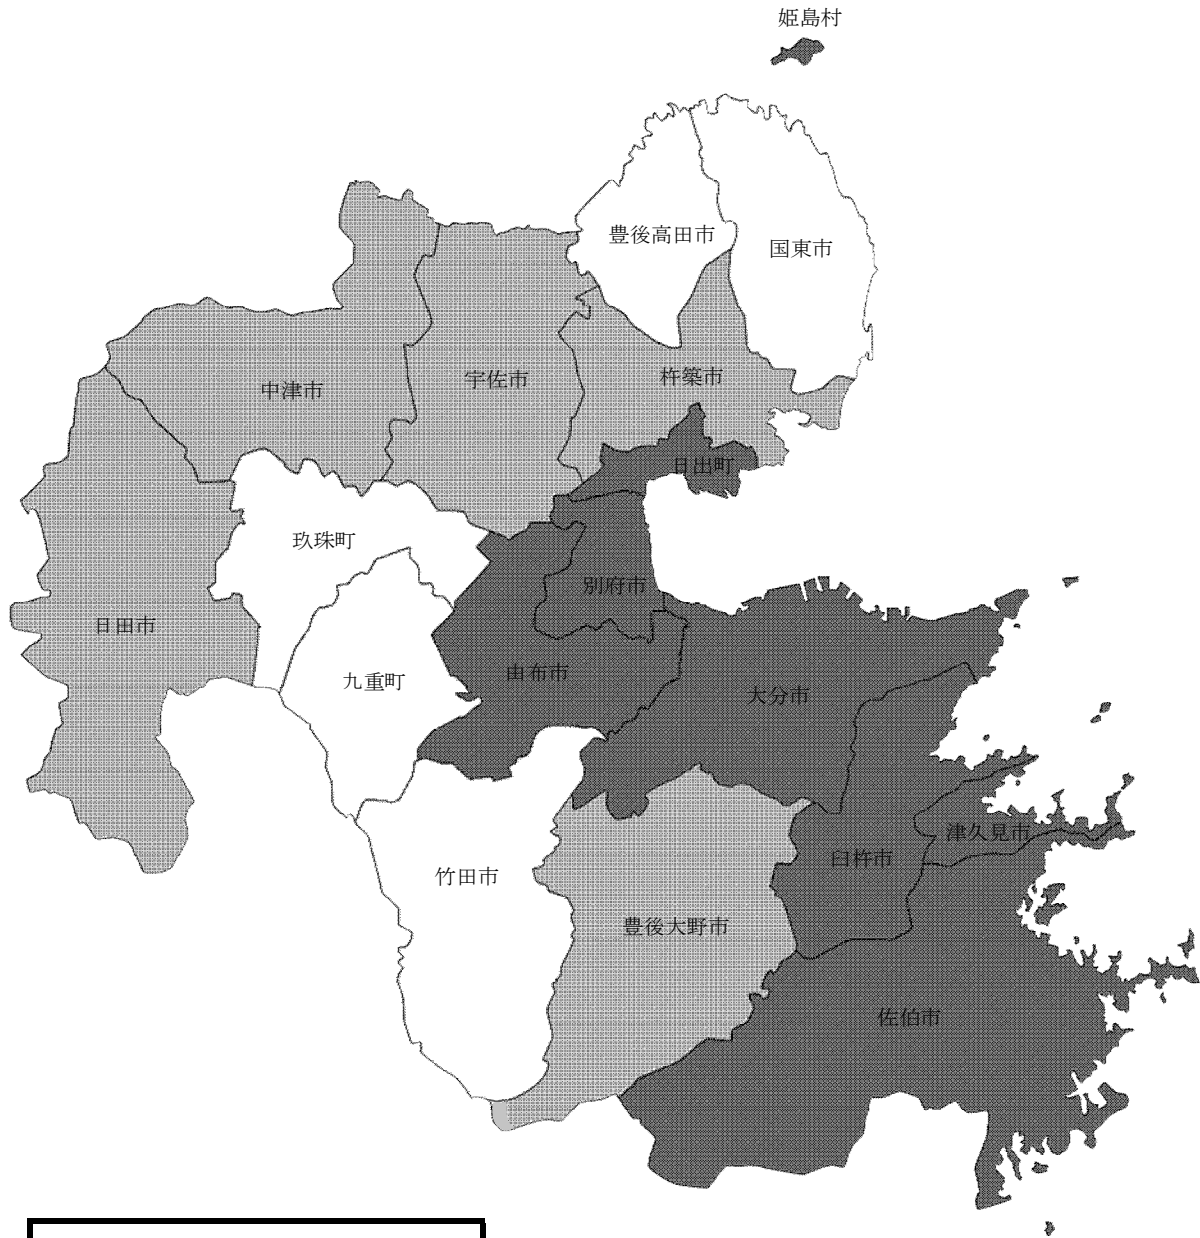 姫島村
豊後高田市
国東市
中津市
宇佐市
杵築市
日出町
玖珠町
別府市
日田市
九重町
由布市
大分市
津久見市
臼杵市
竹田市
豊後大野市
佐伯市